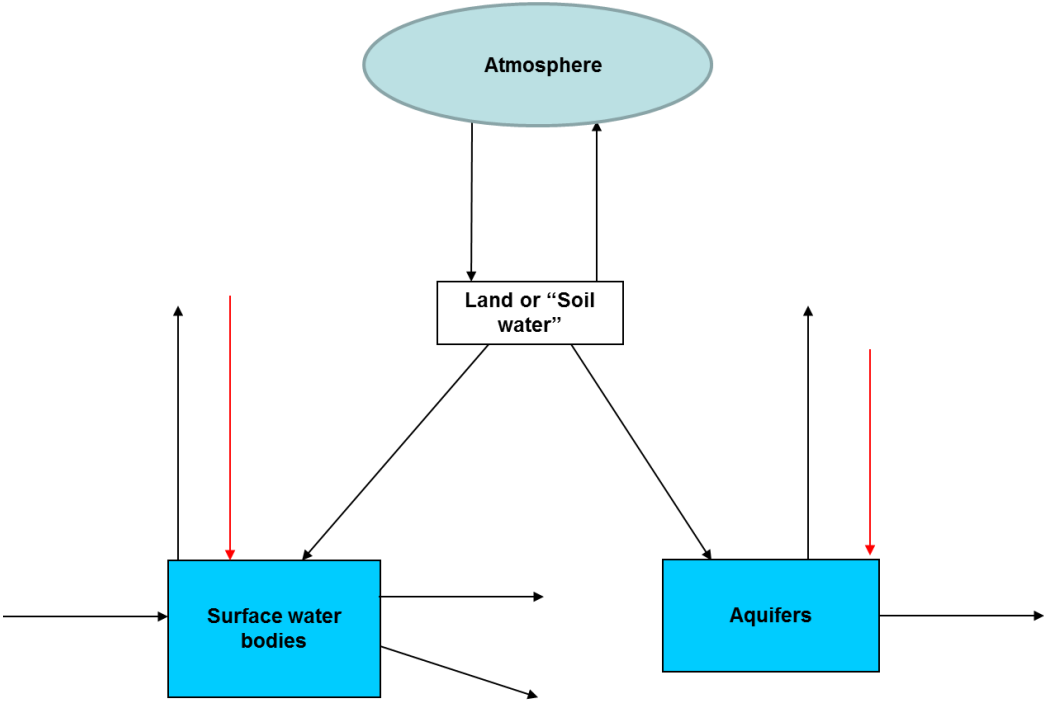 Atmosphere
Land or “Soil
water”
Surface water
bodies
Aquifers